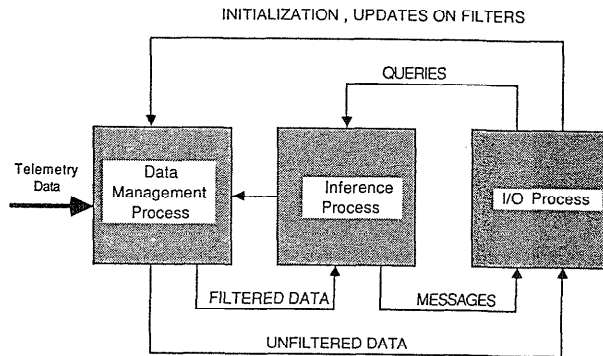 INITIALIZATION , UPDATES ON FILTERS
QUERIES
Telemetry
Data
Data
Management
Process
Inference
Process
I/O Process
FILTERED DATA
MESSAGES
UNFILTERED DATA